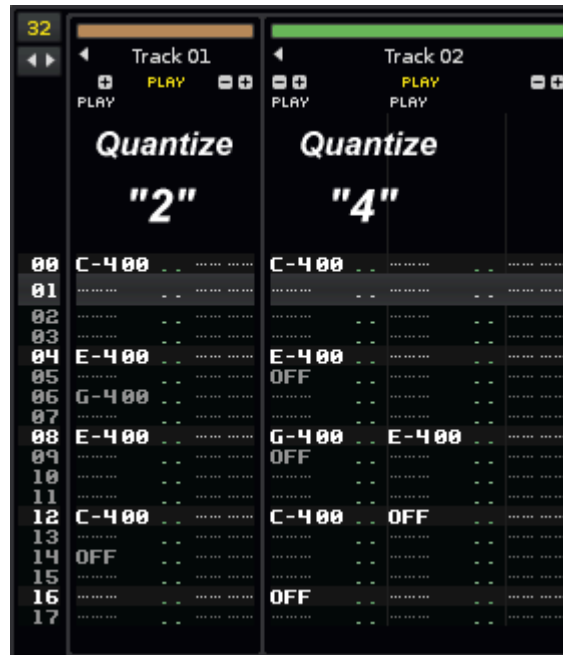 32
Track 01 Track 02
PLAY PLAY
PLAY PLAY PLAY
Quantize Quantize
"2" "4"
00 C-400 .. C-400 .. ..
01 .. .. ..
02 .. .. ..
03 .. .. ..
04 E-400 .. E-400 .. ..
05 .. OFF .. ..
06 G-400 .. .. ..
07 .. .. ..
08 E-400 .. G-400 .. E-400 ..
09 .. OFF .. ..
10 .. .. ..
11 .. .. ..
12 C-400 .. C-400 .. OFF ..
13 .. .. ..
14 OFF .. .. ..
15 .. .. ..
16 .. OFF .. ..
17 .. .. ..